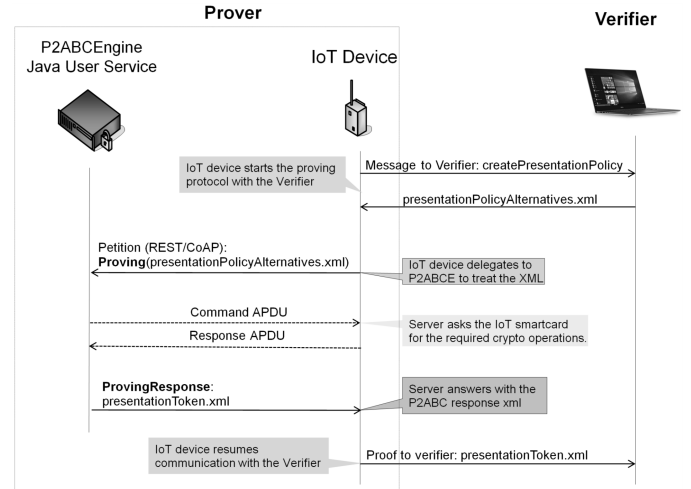 Prover
Verifier
P2ABCEngine
Java User Service
IoT Device
IoT device starts the proving
protocol with the Verifier
Message to Verifier: createPresentationPolicy
presentationPolicyAlternatives.xml
Petition (REST/CoAP):
Proving(presentationPolicyAlternatives.xml)
IoT device delegates to
P2ABCE to treat the XML
Command APDU
Server asks the IoT smartcard
for the required crypto operations.
Response APDU
ProvingResponse:
presentationToken.xml
Server answers with the
P2ABC response xml
IoT device resumes
communication with the Verifier
Proof to verifier: presentationToken.xml